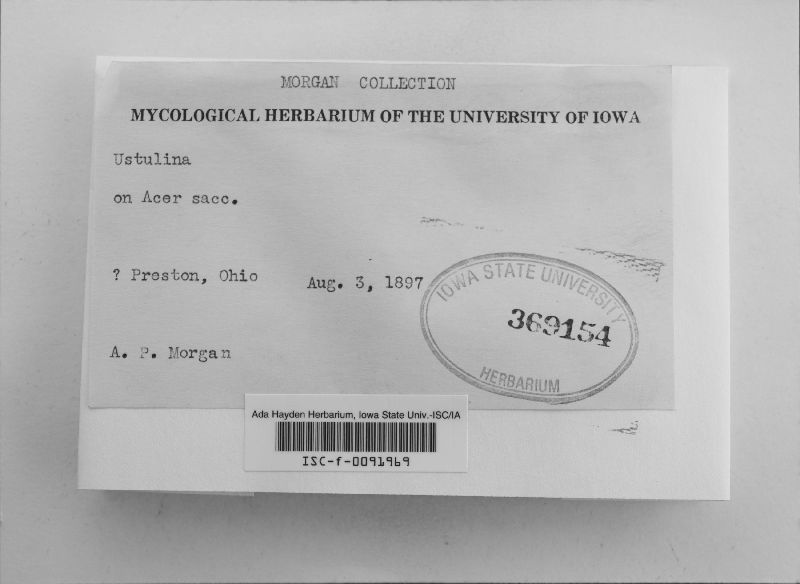 MORGAN COLLECTION
MYCOLOGICAL HERBARIUM OF THE UNIVERSITY OF IOWA
Ustulina
on Acer sacc.
? Preston, Ohio Aug. 3, 1897
A. P. Morgan
IOWA STATE UNIVERSITY
369154
HERBARIUM
Ada Hayden Herbarium, Iowa State Univ.-ISC/IA
ISC-f-0091969